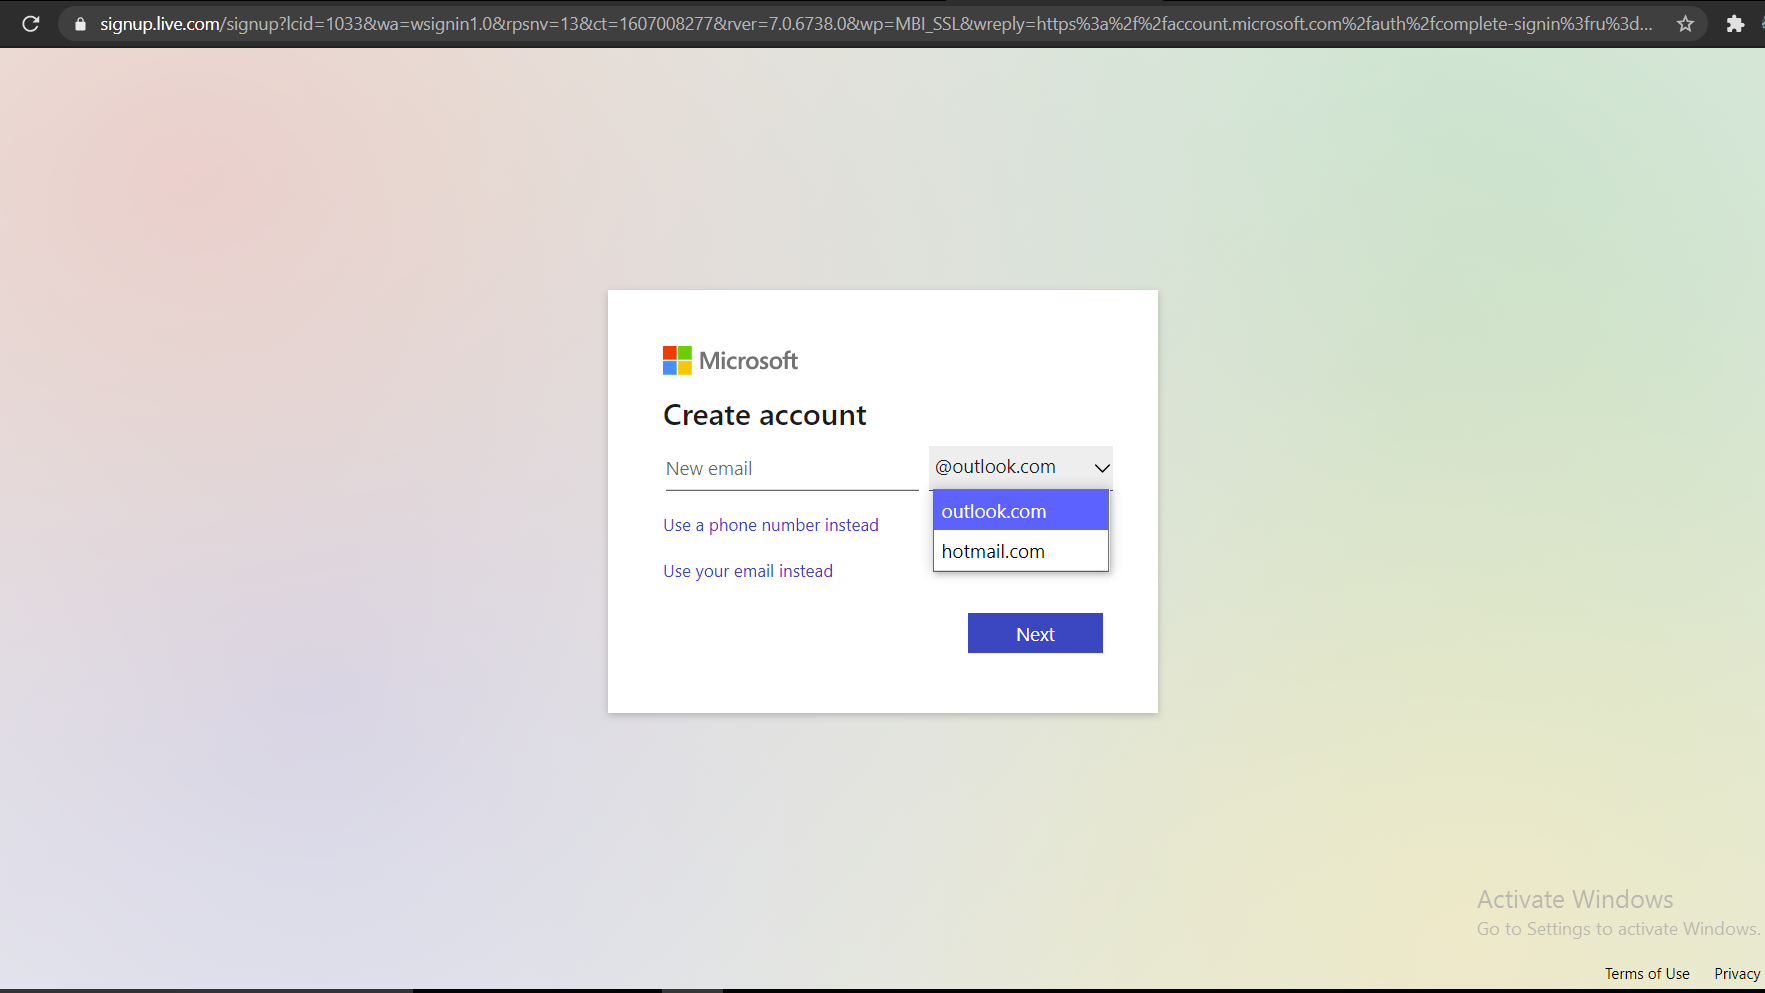 signup.live.com/signup?lcid=1033&wa=wsignin1.0&rpsnv=13&ct=1607008277&rver=7.0.6738.0&wp=MBI_SSL&wreply=https%3a%2f%2faccount.microsoft.com%2fauth%2fcomplete-signin%3fru%3d...
Microsoft
Create account
New email
@outlook.com
outlook.com
Use a phone number instead
hotmail.com
Use your email instead
Next
Activate Windows
Go to Settings to activate Windows.
Terms of Use
Privacy